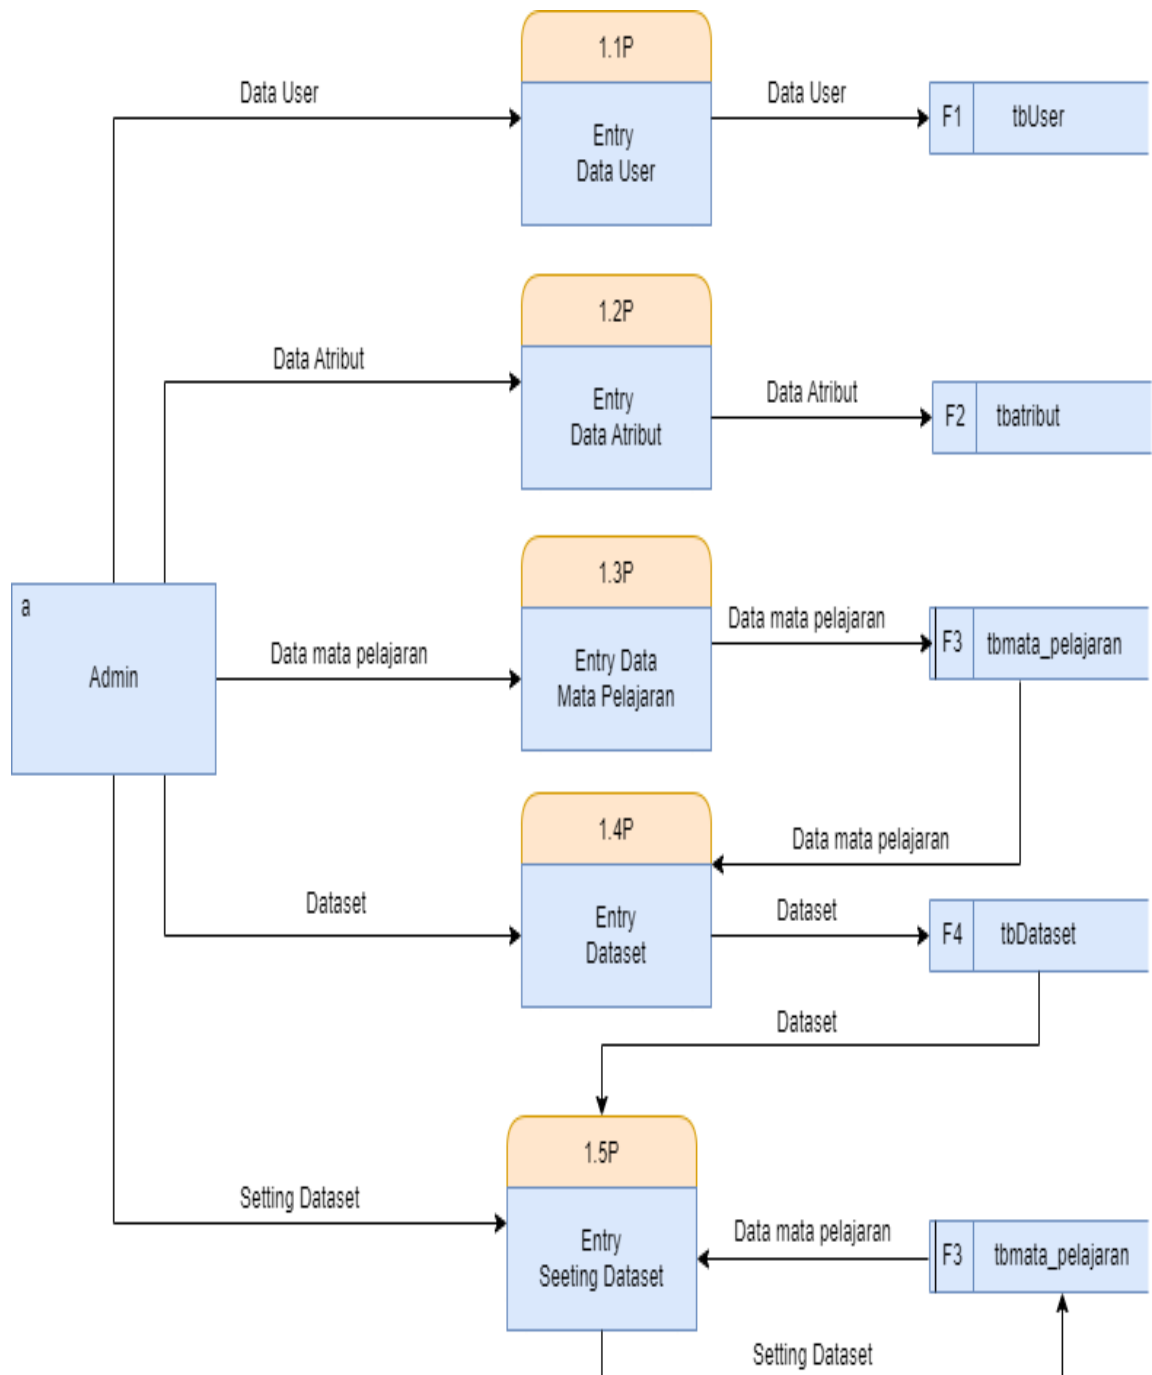 1.1P
Data User
Data User
F1
tbUser
Entry
Data User
1.2P
Data Atribut
Data Atribut
F2
tbatribut
Entry
Data Atribut
1.3P
a
Admin
Data mata pelajaran
Data mata pelajaran
F3
tbmata_pelajaran
Entry Data
Mata Pelajaran
1.4P
Data mata pelajaran
Dataset
Dataset
F4
tbDataset
Entry
Dataset
Dataset
1.5P
Setting Dataset
Data mata pelajaran
F3
tbmata_pelajaran
Entry
Seeting Dataset
Setting Dataset